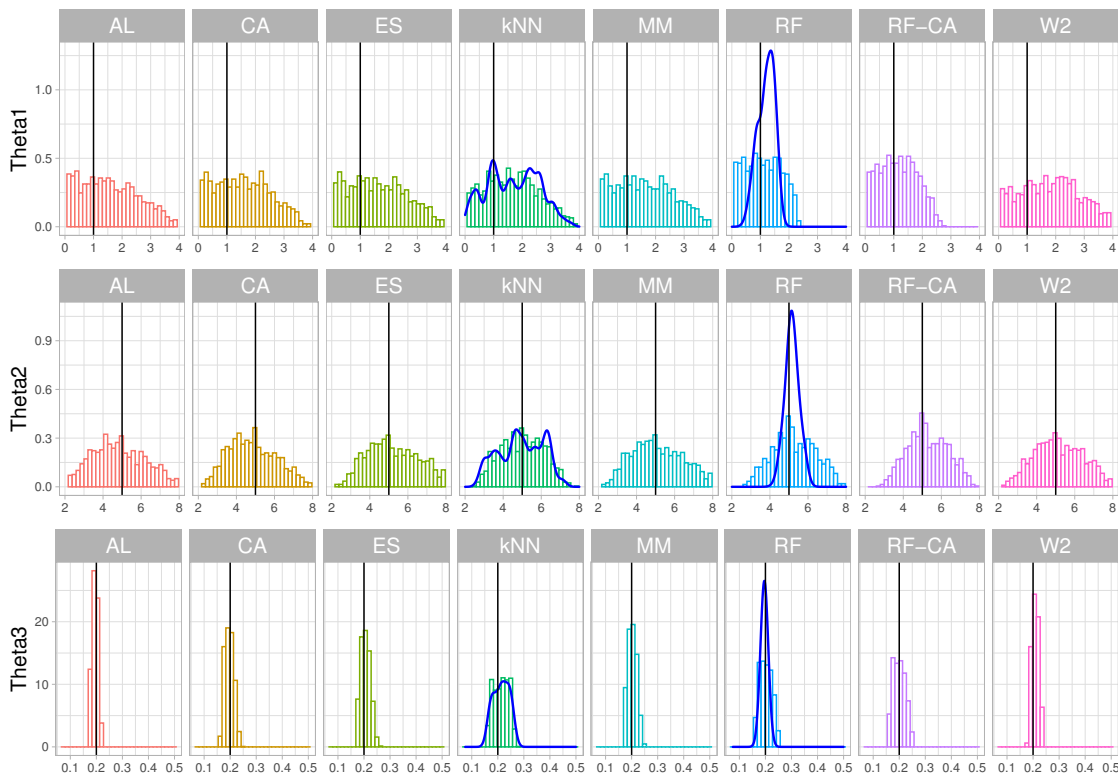 AL CA ES kNN MM RF RF−CA W2
Theta1
1.0
0.5
0.0
0 1 2 3 4 0 1 2 3 4 0 1 2 3 4 0 1 2 3 4 0 1 2 3 4 0 1 2 3 4 0 1 2 3 4 0 1 2 3 4
AL CA ES kNN MM RF RF−CA W2
Theta2
0.9
0.6
0.3
0.0
2 4 6 8 2 4 6 8 2 4 6 8 2 4 6 8 2 4 6 8 2 4 6 8 2 4 6 8 2 4 6 8
AL CA ES kNN MM RF RF−CA W2
Theta3
20
10
0
0.1 0.2 0.3 0.4 0.5 0.1 0.2 0.3 0.4 0.5 0.1 0.2 0.3 0.4 0.5 0.1 0.2 0.3 0.4 0.5 0.1 0.2 0.3 0.4 0.5 0.1 0.2 0.3 0.4 0.5 0.1 0.2 0.3 0.4 0.5 0.1 0.2 0.3 0.4 0.5